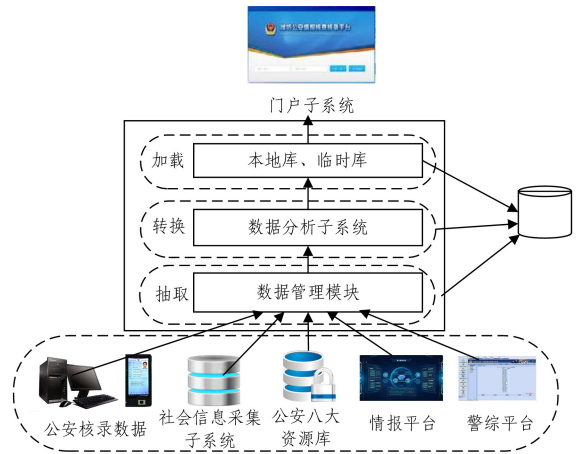 门户子系统
加载
本地库、临时库
转换
数据分析子系统
抽取
数据管理模块
公安核录数据
社会信息采集
子系统
公安八大
资源库
情报平台
警综平台